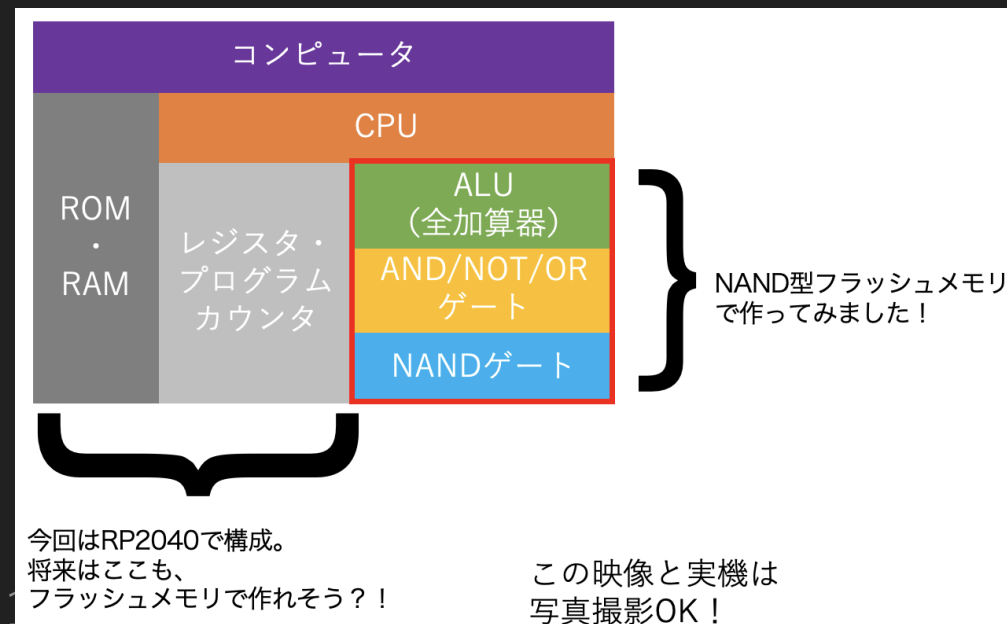 コンピュータ
CPU
ROM
・
RAM
レジスタ・
プログラム
カウンタ
ALU
(全加算器)
AND/NOT/OR
ゲート
NANDゲート
NAND型フラッシュメモリ
で作ってみました！
今回はRP2040で構成。
将来はここも、
フラッシュメモリで作れそう？！
この映像と実機は
写真撮影OK！